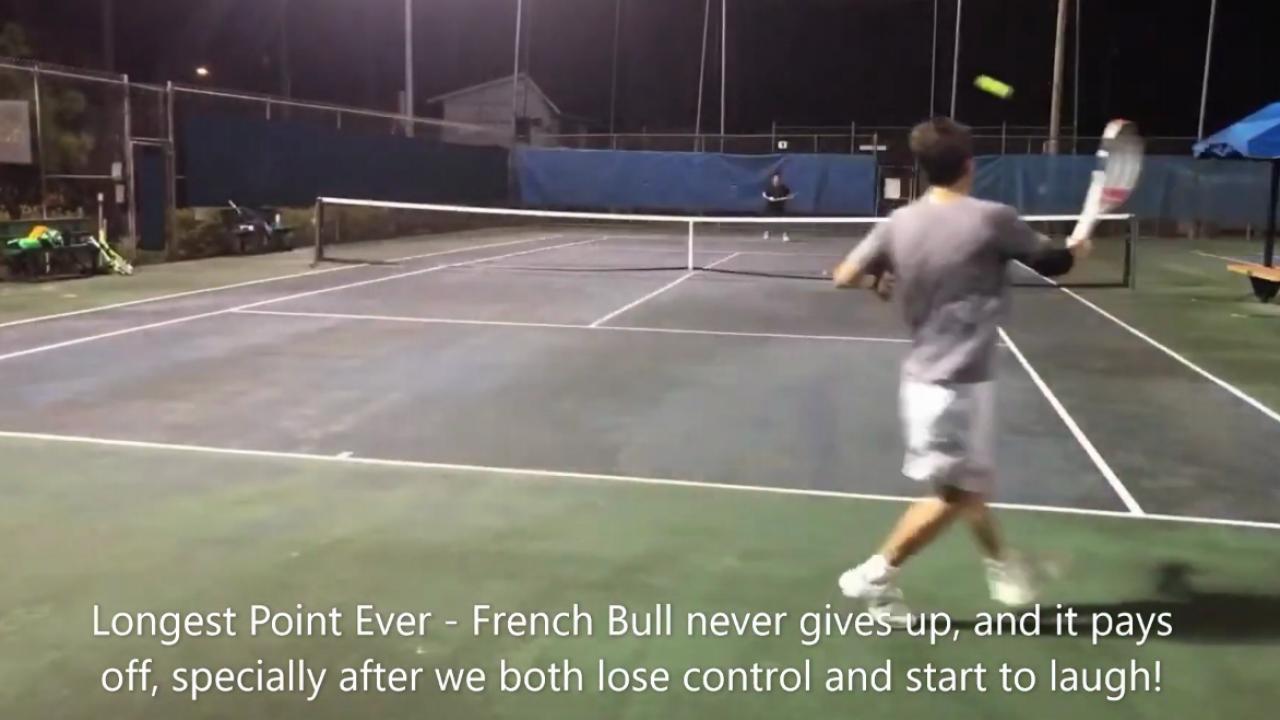 Longest Point Ever - French Bull never gives up, and it pays
off, specially after we both lose control and start to laugh!